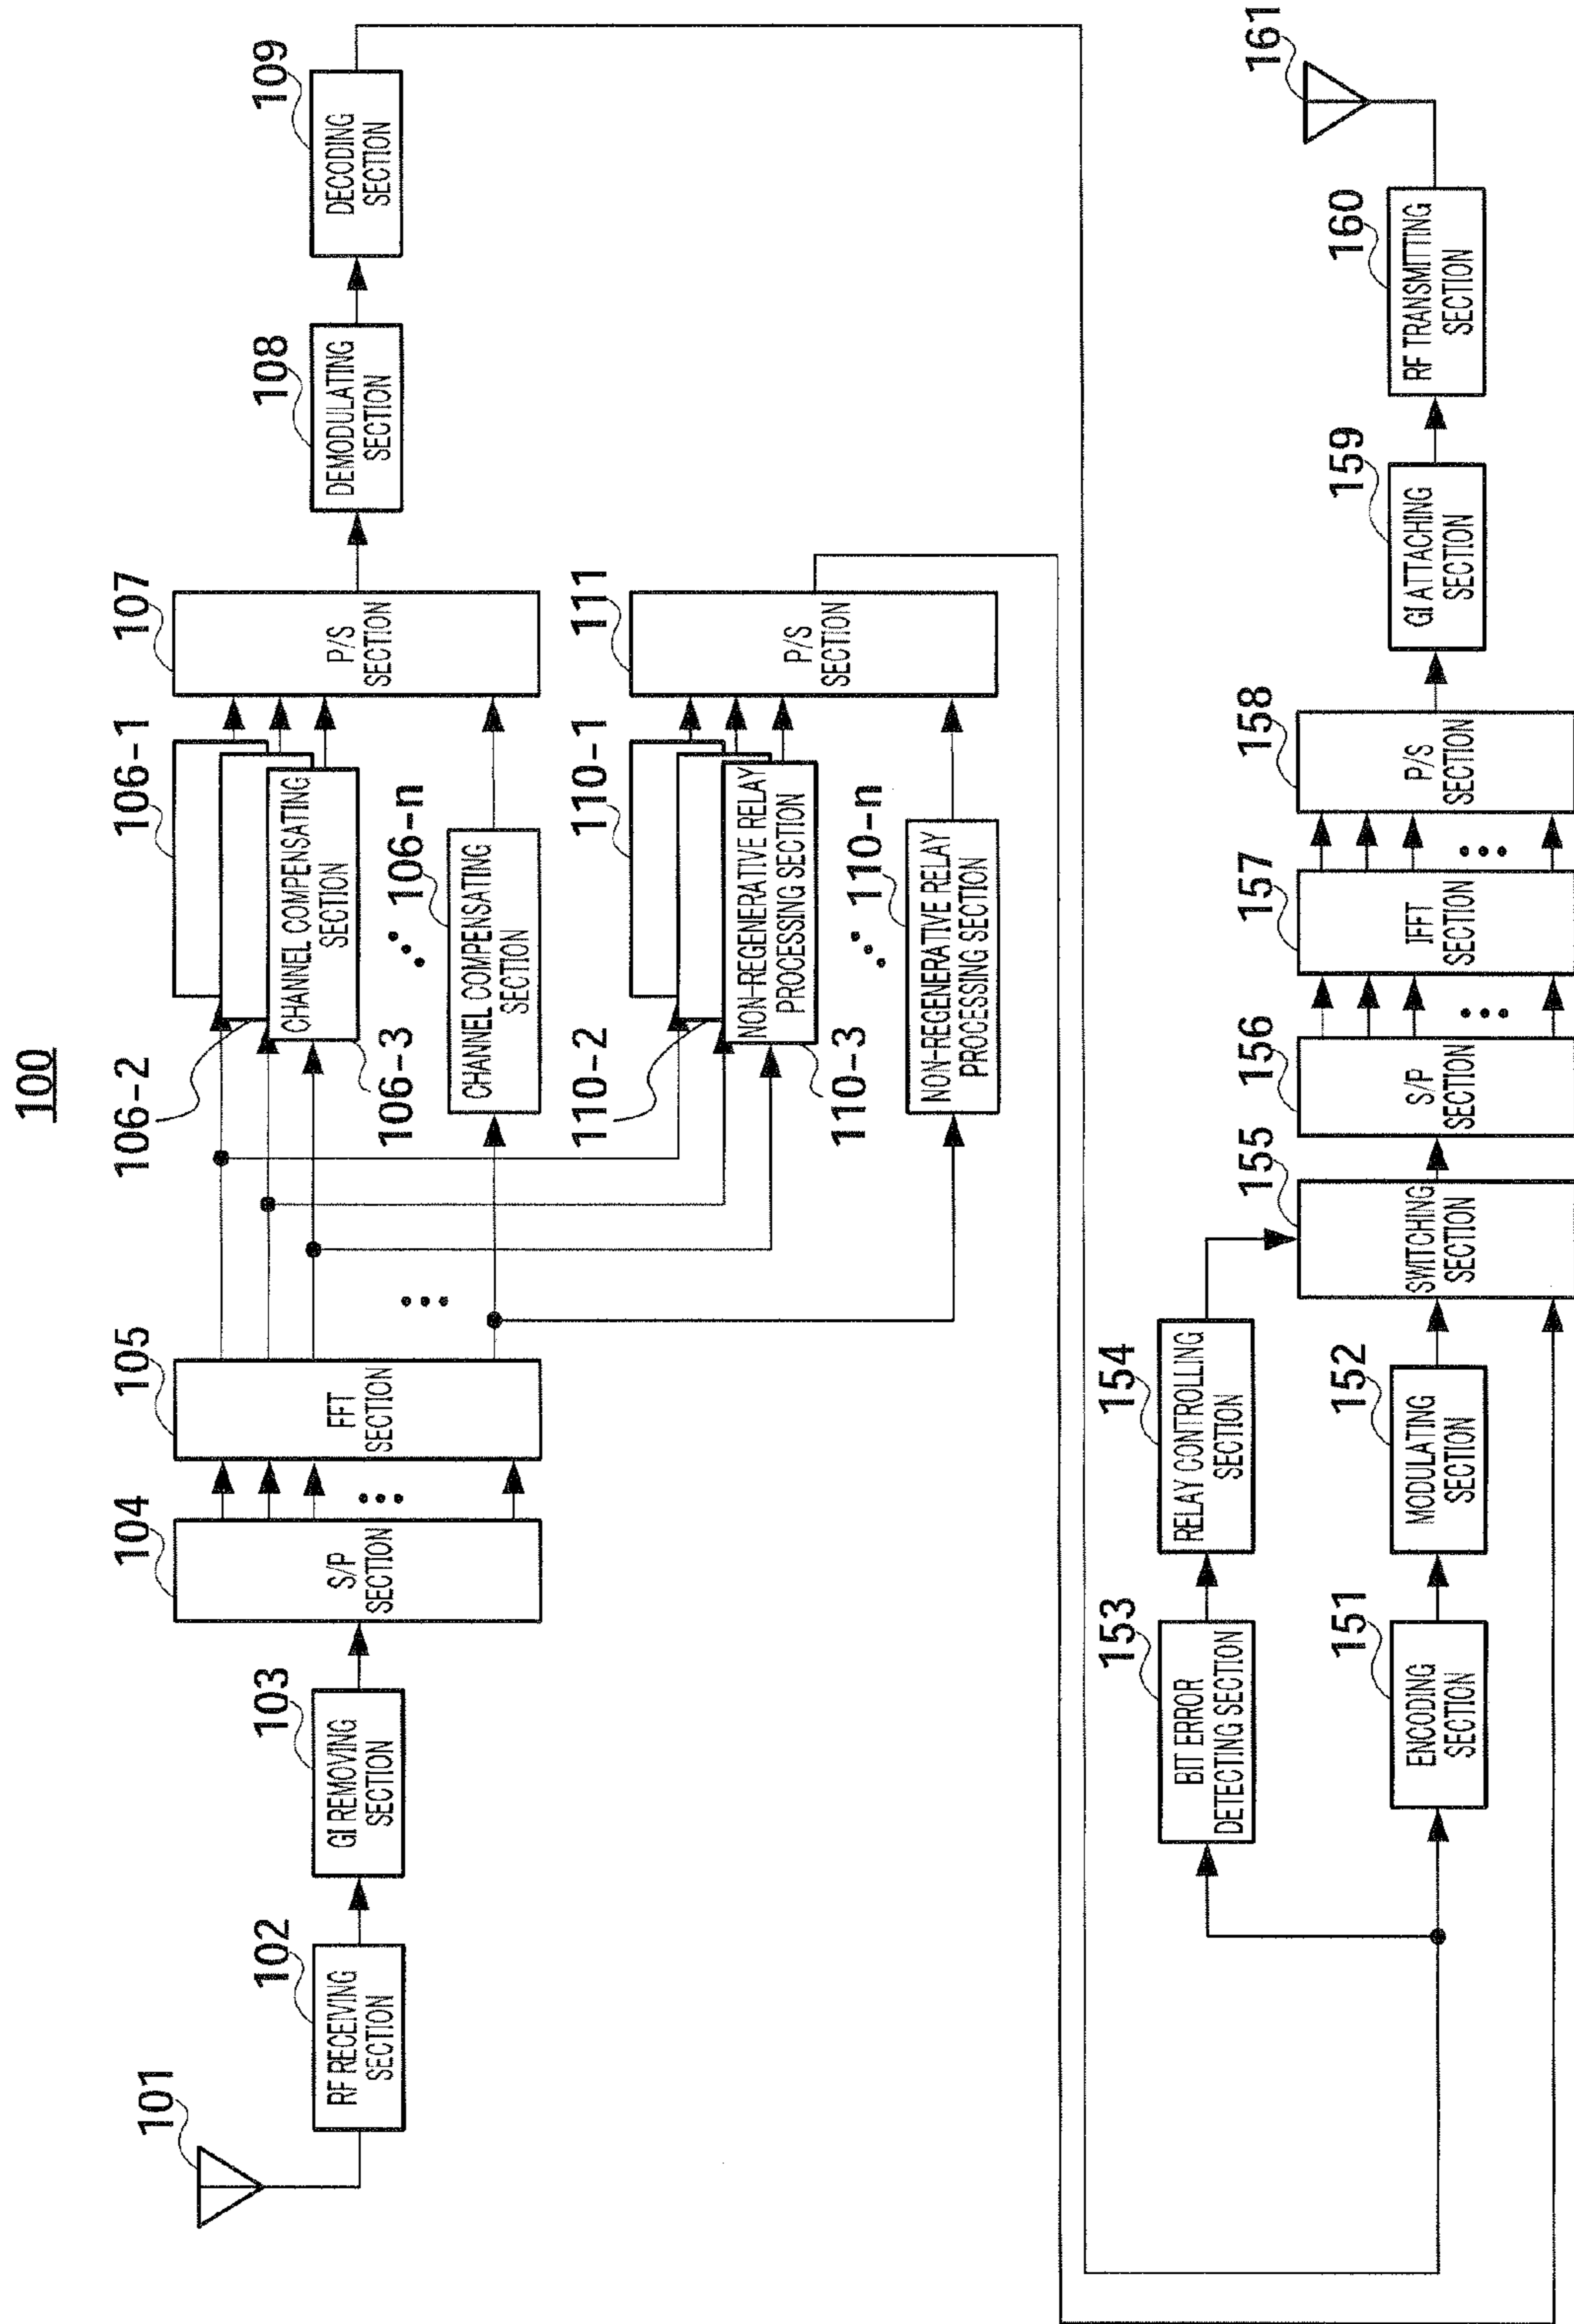 100
101
RF RECEIVING
SECTION
102
GI REMOVING
SECTION
103
S/P
SECTION
104
FFT
SECTION
105
106-1
106-2
CHANNEL COMPENSATING
SECTION
106-3
CHANNEL COMPENSATING
SECTION
106-n
P/S
SECTION
107
DEMODULATING
SECTION
108
DECODING
SECTION
109
110-1
110-2
NON-REGENERATIVE RELAY
PROCESSING SECTION
110-3
NON-REGENERATIVE RELAY
PROCESSING SECTION
110-n
P/S
SECTION
111
BIT ERROR
DETECTING SECTION
153
RELAY CONTROLLING
SECTION
154
ENCODING
SECTION
151
MODULATING
SECTION
152
SWITCHING
SECTION
155
S/P
SECTION
156
IFFT
SECTION
157
P/S
SECTION
158
GI ATTACHING
SECTION
159
RF TRANSMITTING
SECTION
160
161